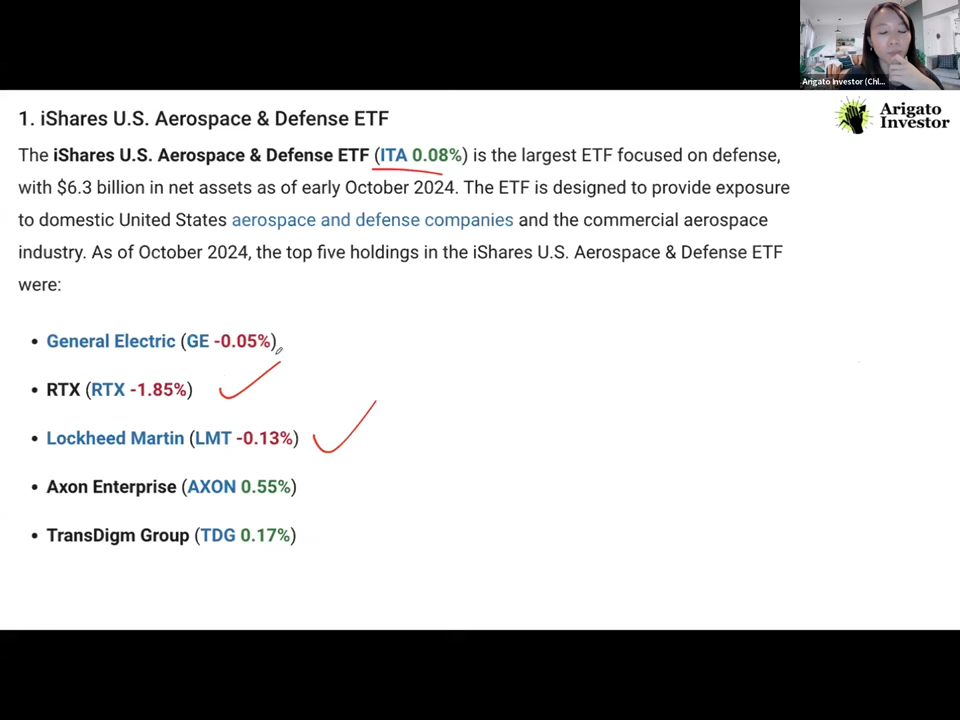 Arigato Investor (Chl...
Arigato
Investor
1. iShares U.S. Aerospace & Defense ETF
The iShares U.S. Aerospace & Defense ETF (ITA 0.08%) is the largest ETF focused on defense,
with $6.3 billion in net assets as of early October 2024. The ETF is designed to provide exposure
to domestic United States aerospace and defense companies and the commercial aerospace
industry. As of October 2024, the top five holdings in the iShares U.S. Aerospace & Defense ETF
were:
• General Electric (GE -0.05%)
• RTX (RTX -1.85%)
• Lockheed Martin (LMT -0.13%)
• Axon Enterprise (AXON 0.55%)
• TransDigm Group (TDG 0.17%)